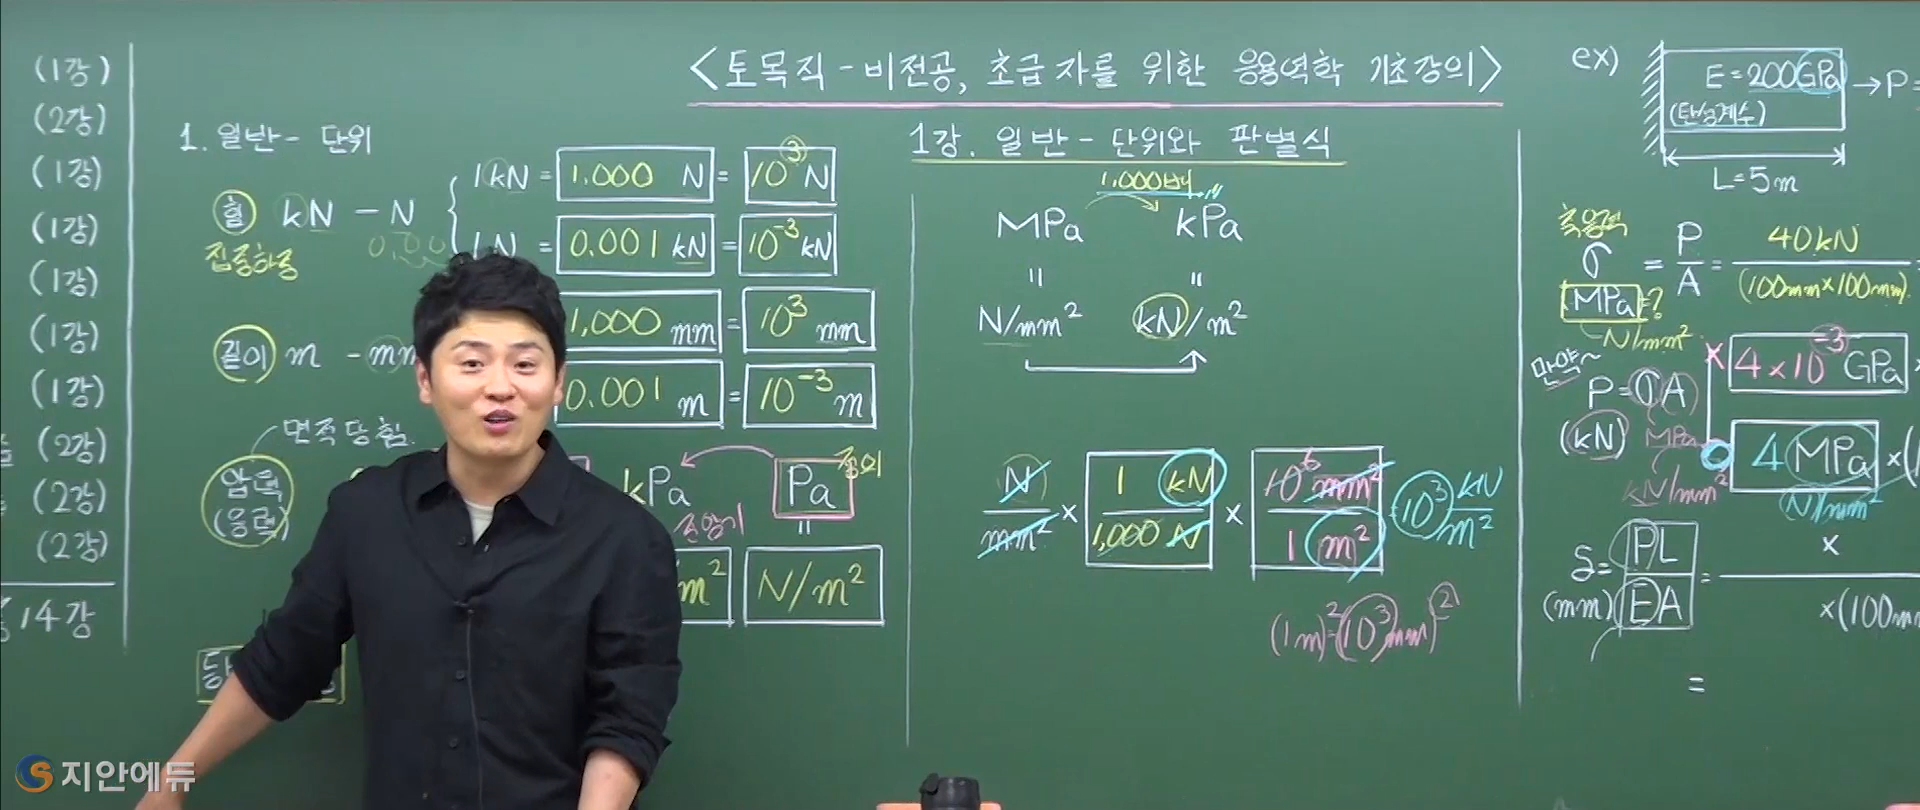 (1강)
(2강)
(1강)
(1강)
(1강)
(1강)
(1강)
(2강)
(2강)
(2강)
14강
<토목직 - 비전공, 초급자를 위한 응용역학 기초강의>
1. 일반 - 단위
힘 kN - N
집중하중
1kN = 1.000 N = 10³ N
0.001 kN = 10⁻³ kN
길이 m - mm
1,000 mm = 10³ mm
0.001 m = 10⁻³ m
면적당 힘.
압력
(응력)
kPa Pa
N/m²
1강. 일반 - 단위와 판별식
1,000배
MPa kPa
" "
N/mm² kN/m²
N/mm² × 1 kN/1,000 N × 10⁶ mm²/1 m² 10³ kN/m²
(1m)²=(10³mm)²
ex)
E=200GPa
(탄성계수)
→P=
L=5m
축응력
σ = P/A = 40kN/(100mm×100mm)
MPa=?
N/mm²
만약~
× 4×10⁻³ GPa
P=σA
(kN) MPa
kN/mm²
4 MPa
N/mm²
δ= PL/EA =
(mm)
×
×(100mm
=
지안에듀